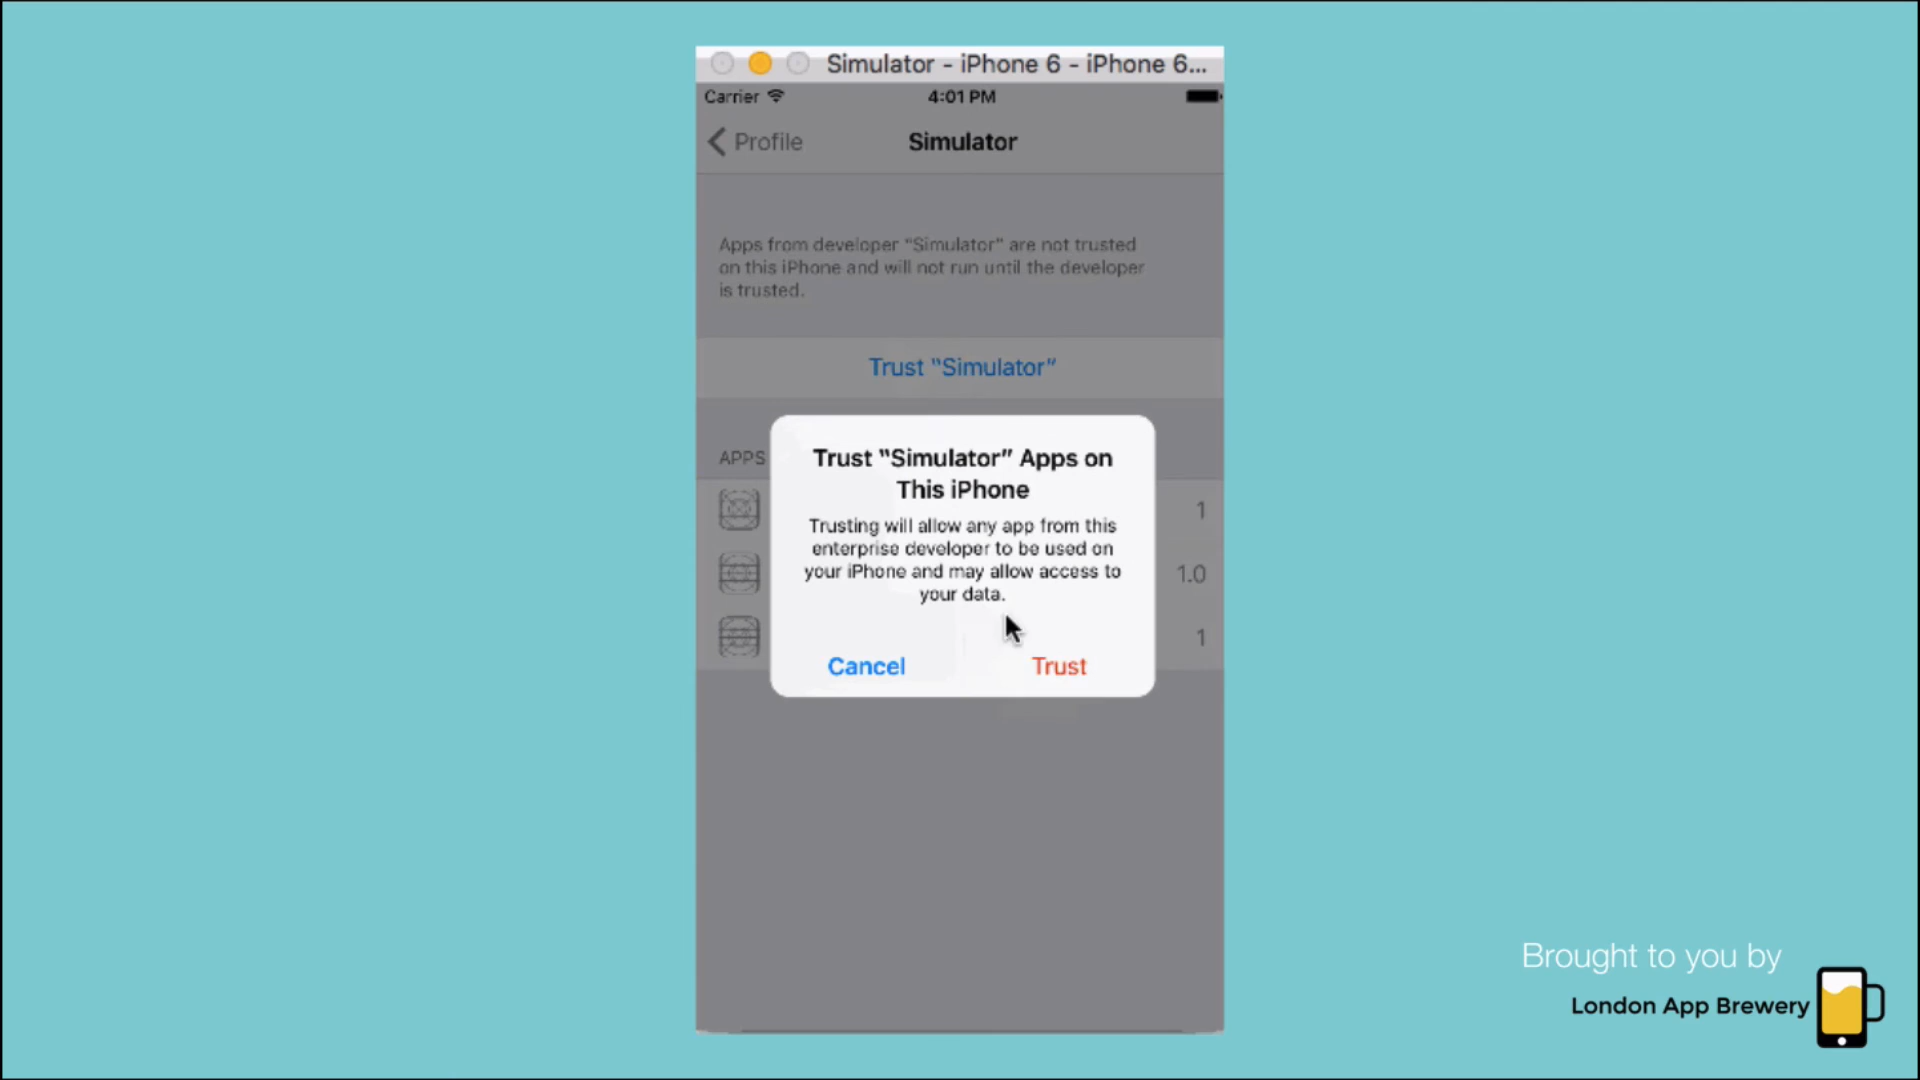 Simulator - iPhone 6 - iPhone 6...
Carrier 4:01 PM
Profile Simulator
Apps from developer “Simulator” are not trusted
on this iPhone and will not run until the developer
is trusted.
Trust “Simulator”
APPS
Trust “Simulator” Apps on
This iPhone
Trusting will allow any app from this
enterprise developer to be used on
your iPhone and may allow access to
your data.
Cancel Trust
1
1.0
1
Brought to you by
London App Brewery